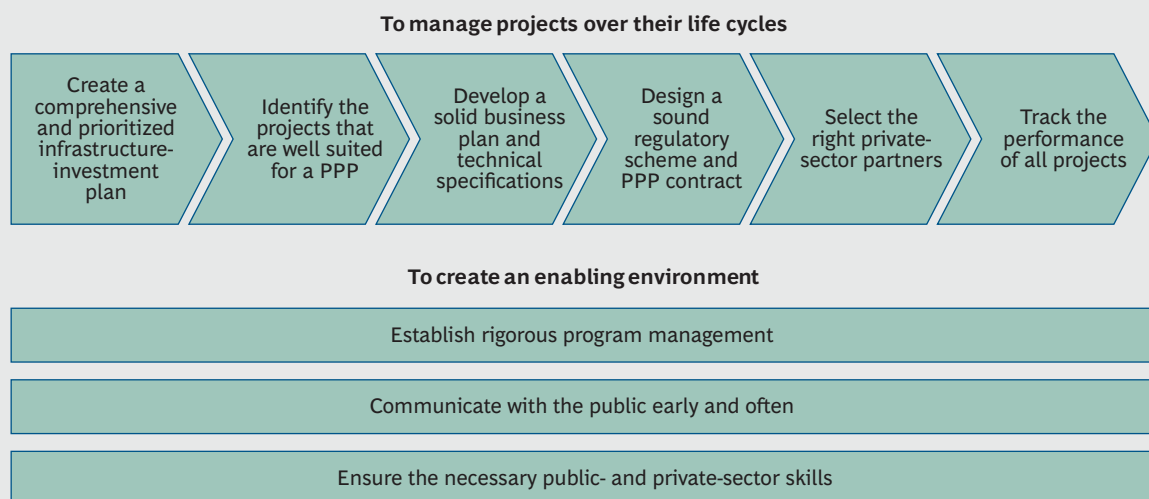 To manage projects over their life cycles
Create a
comprehensive
and prioritized
infrastructure-
investment
plan
Identify the
projects that
are well suited
for a PPP
Develop a
solid business
plan and
technical
specifications
Design a
sound
regulatory
scheme and
PPP contract
Select the
right private-
sector partners
Track the
performance
of all projects
To create an enabling environment
Establish rigorous program management
Communicate with the public early and often
Ensure the necessary public- and private-sector skills